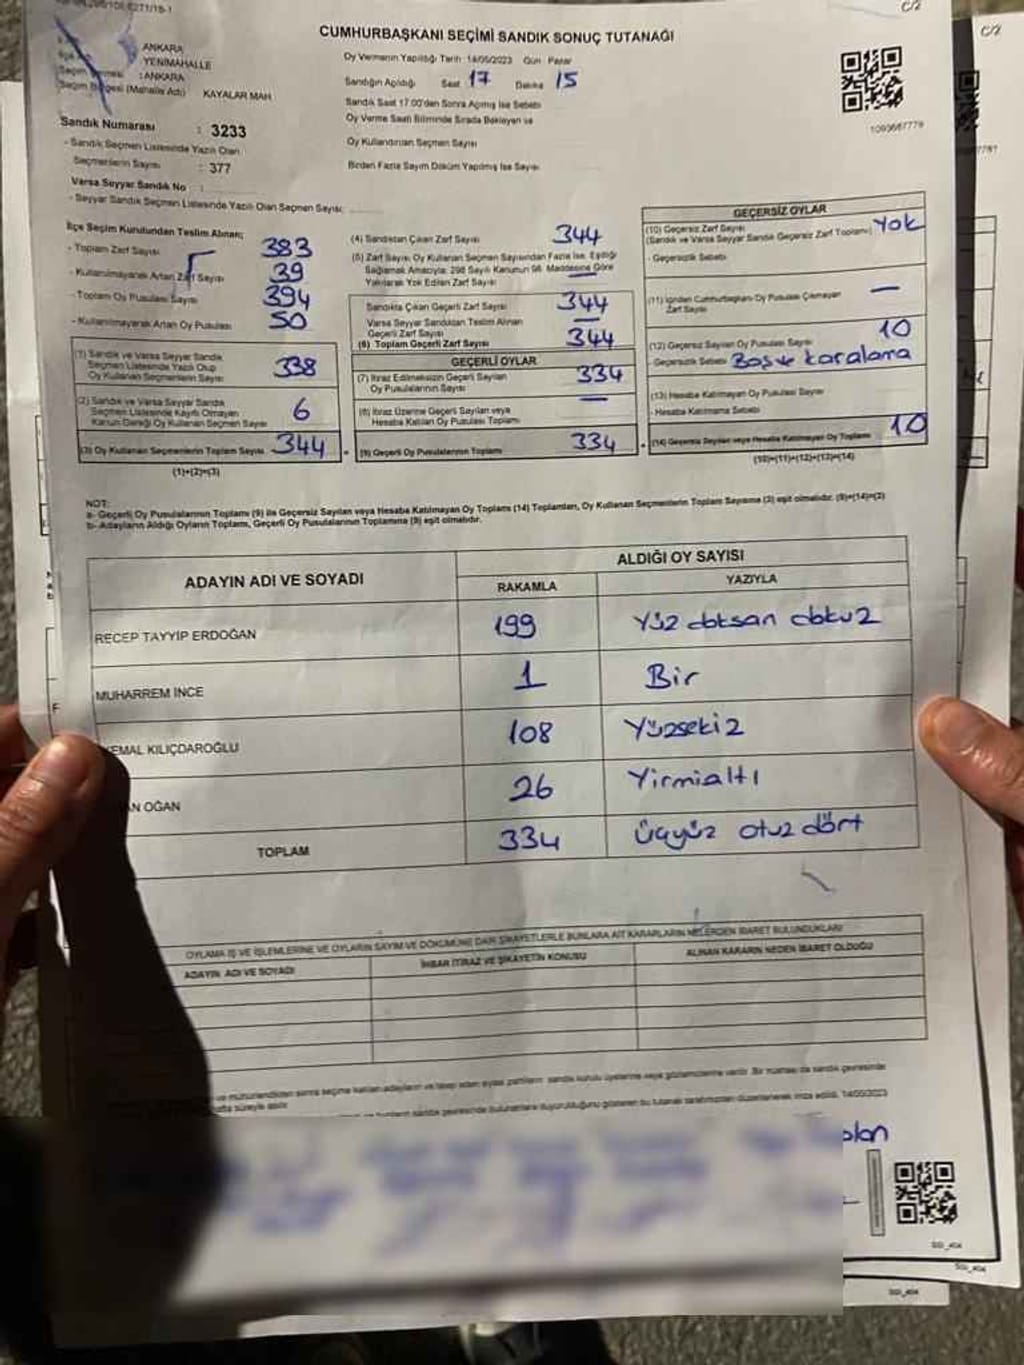 C/2
C/2
CUMHURBAŞKANI SEÇİMİ SANDIK SONUÇ TUTANAĞI
ANKARA
YENİMAHALLE
: ANKARA
Seçim Bölgesi (Mahalle Adı) KAYALAR MAH
Oy Vermenin Yapıldığı Tarih 14/05/2023 Gün Pazar
Sandığın Açıldığı Saat 17 Dakika 15
Sandık Saat 17.00'den Sonra Açılmış İse Sebebi
Oy Verme Saati Bitiminde Sırada Bekleyen ve
Oy Kullandırılan Seçmen Sayısı
Birden Fazla Sayım Döküm Yapılmış İse Sayısı
1093667779
Sandık Numarası : 3233
- Sandık Seçmen Listesinde Yazılı Olan
Seçmenlerin Sayısı : 377
Varsa Seyyar Sandık No :
- Seyyar Sandık Seçmen Listesinde Yazılı Olan Seçmen Sayısı:
İlçe Seçim Kurulundan Teslim Alınan;
- Toplam Zarf Sayısı 383
- Kullanılmayarak Artan Zarf Sayısı 39
- Toplam Oy Pusulası Sayısı 394
- Kullanılmayarak Artan Oy Pusulası 50
(1) Sandık ve Varsa Seyyar Sandık
Seçmen Listesinde Yazılı Olup
Oy Kullanan Seçmenlerin Sayısı 338
(2) Sandık ve Varsa Seyyar Sandık
Seçmen Listesinde Kayıtlı Olmayan
Kanun Gereği Oy Kullanan Seçmen Sayısı 6
(3) Oy Kullanan Seçmenlerin Toplam Sayısı 344
(1)+(2)=(3)
(4) Sandıktan Çıkan Zarf Sayısı 344
(5) Zarf Sayısı, Oy Kullanan Seçmen Sayısından Fazla İse, Eşitliği
Sağlamak Amacıyla; 298 Sayılı Kanunun 98. Maddesine Göre
Yakılarak Yok Edilen Zarf Sayısı —
Sandıkta Çıkan Geçerli Zarf Sayısı 344
Varsa Seyyar Sandıktan Teslim Alınan
Geçerli Zarf Sayısı —
(6) Toplam Geçerli Zarf Sayısı 344
GEÇERLİ OYLAR
(7) İtiraz Edilmeksizin Geçerli Sayılan
Oy Pusulalarının Sayısı 334
(8) İtiraz Üzerine Geçerli Sayılan veya
Hesaba Katılan Oy Pusulası Toplamı —
(9) Geçerli Oy Pusulalarının Toplamı 334
GEÇERSİZ OYLAR
(10) Geçersiz Zarf Sayısı
(Sandık ve Varsa Seyyar Sandık Geçersiz Zarf Toplamı) Yok
- Geçersizlik Sebebi
(11) İçinden Cumhurbaşkanı Oy Pusulası Çıkmayan
Zarf Sayısı —
(12) Geçersiz Sayılan Oy Pusulası Sayısı 10
- Geçersizlik Sebebi Boş ve Karalama
(13) Hesaba Katılmayan Oy Pusulası Sayısı
- Hesaba Katılmama Sebebi
(14) Geçersiz Sayılan veya Hesaba Katılmayan Oy Toplamı 10
(10)+(11)+(12)+(13)=(14)
NOT:
a- Geçerli Oy Pusulasının Toplamı (9) ile Geçersiz Sayılan veya Hesaba Katılmayan Oy Toplamı (14) Toplamları, Oy Kullanan Seçmenlerin Toplam Sayısına (3) eşit olmalıdır. (9)+(14)=(3)
b- Adayların Aldığı Oyların Toplamı, Geçerli Oy Pusulalarının Toplamına (9) eşit olmalıdır.
ADAYIN ADI VE SOYADI
ALDIĞI OY SAYISI
RAKAMLA YAZIYLA
RECEP TAYYİP ERDOĞAN 199 Yüz doksan dokuz
MUHARREM İNCE 1 Bir
KEMAL KILIÇDAROĞLU 108 Yüzsekiz
AN OĞAN 26 Yirmialtı
TOPLAM 334 üçyüz otuz dört
OYLAMA İŞ VE İŞLEMLERİNE VE OYLARIN SAYIM VE DÖKÜMÜNE DAİR ŞİKAYETLERLE BUNLARA AİT KARARLARIN NELERDEN İBARET BULUNDUKLARI
ADAYIN ADI VE SOYADI İHBAR İTİRAZ VE ŞİKAYETİN KONUSU ALINAN KARARIN NEDEN İBARET OLDUĞU
14/05/2023